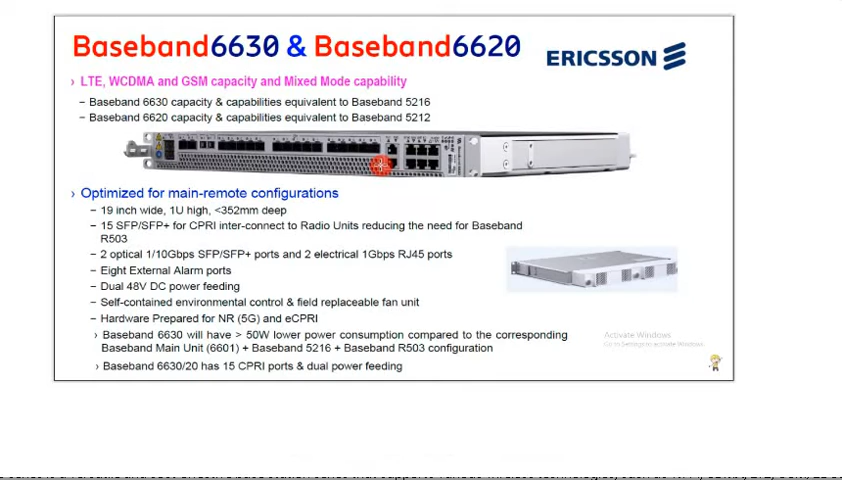 Baseband6630 & Baseband6620
ERICSSON
› LTE, WCDMA and GSM capacity and Mixed Mode capability
– Baseband 6630 capacity & capabilities equivalent to Baseband 5216
– Baseband 6620 capacity & capabilities equivalent to Baseband 5212
› Optimized for main-remote configurations
– 19 inch wide, 1U high, <352mm deep
– 15 SFP/SFP+ for CPRI inter-connect to Radio Units reducing the need for Baseband
R503
– 2 optical 1/10Gbps SFP/SFP+ ports and 2 electrical 1Gbps RJ45 ports
– Eight External Alarm ports
– Dual 48V DC power feeding
– Self-contained environmental control & field replaceable fan unit
– Hardware Prepared for NR (5G) and eCPRI
› Baseband 6630 will have > 50W lower power consumption compared to the corresponding
Baseband Main Unit (6601) + Baseband 5216 + Baseband R503 configuration
› Baseband 6630/20 has 15 CPRI ports & dual power feeding
Activate Windows
Go to Settings to activate Windows.